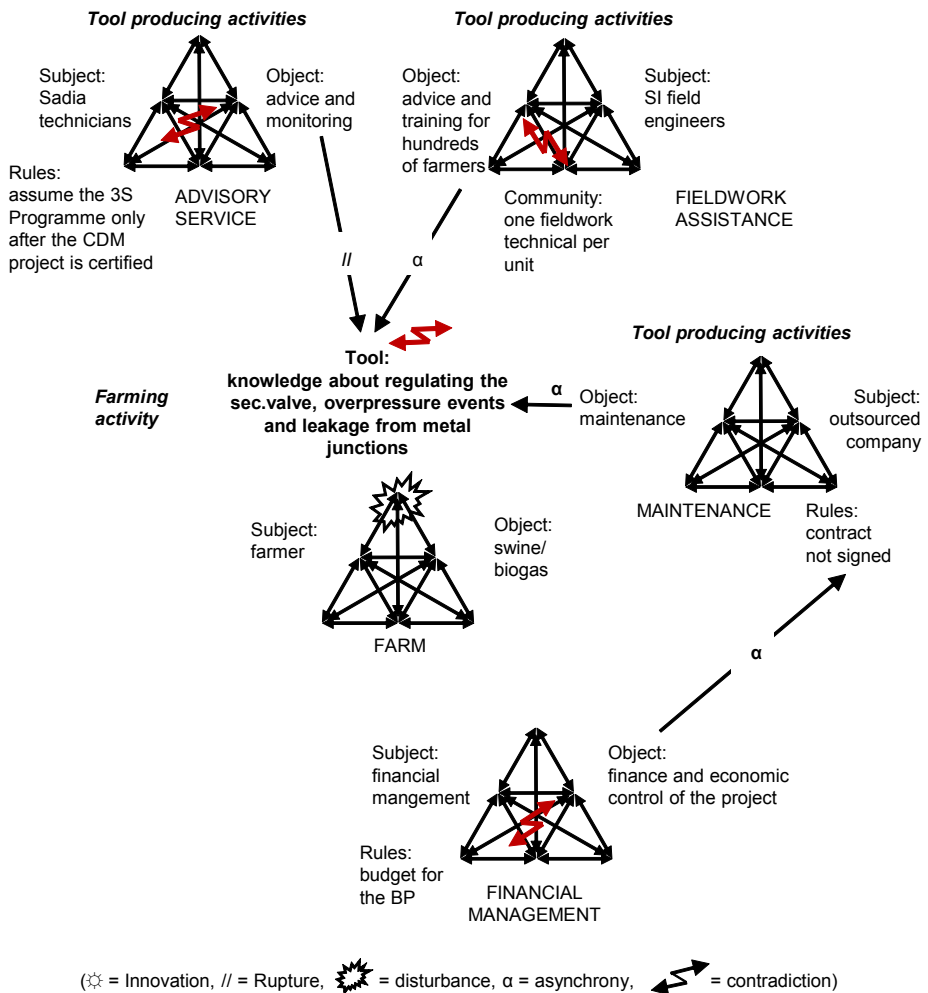 Tool producing activities
Subject:
Sadia
technicians
Object:
advice and
monitoring
Rules:
assume the 3S
Programme only
after the CDM
project is certified
ADVISORY
SERVICE
Tool producing activities
Object:
advice and
training for
hundreds
of farmers
Subject:
SI field
engineers
Community:
one fieldwork
technical per
unit
FIELDWORK
ASSISTANCE
//
α
Tool:
knowledge about regulating the
sec.valve, overpressure events
and leakage from metal
junctions
Farming
activity
Tool producing activities
α
Object:
maintenance
Subject:
outsourced
company
MAINTENANCE
Rules:
contract
not signed
Subject:
farmer
Object:
swine/
biogas
FARM
α
Subject:
financial
mangement
Object:
finance and economic
control of the project
Rules:
budget for
the BP
FINANCIAL
MANAGEMENT
(☼ = Innovation, // = Rupture, = disturbance, α = asynchrony, = contradiction)